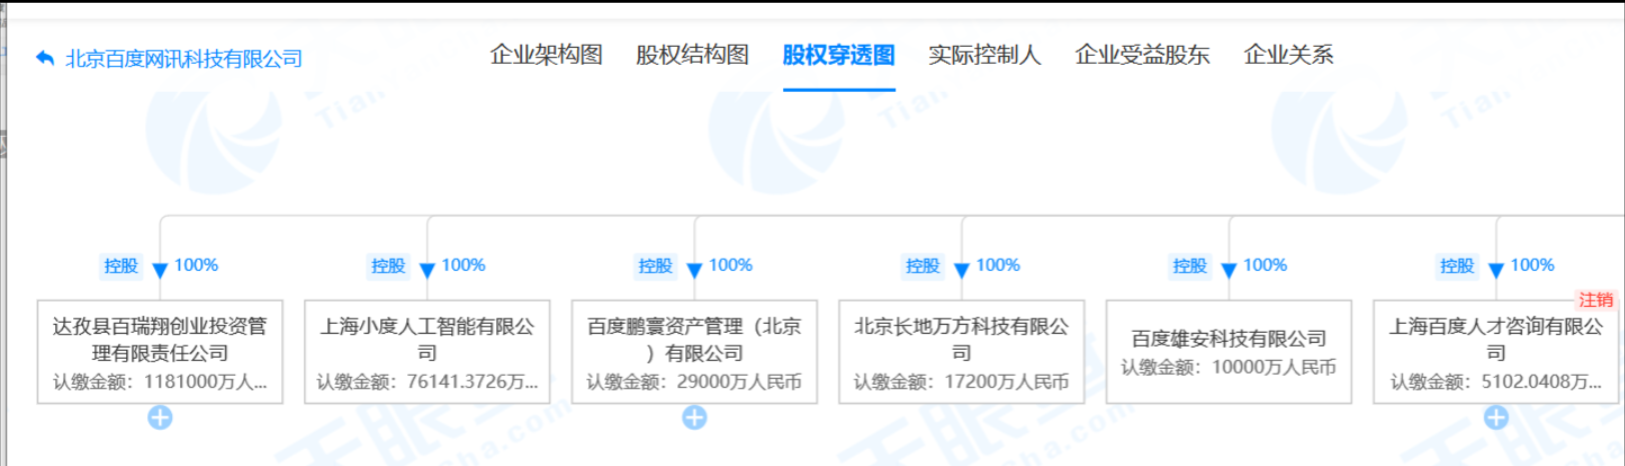 北京百度网讯科技有限公司
企业架构图 股权结构图 股权穿透图 实际控制人 企业受益股东 企业关系
控股 100% 控股 100% 控股 100% 控股 100% 控股 100% 控股 100%
注销
达孜县百瑞翔创业投资管
理有限责任公司
认缴金额：1181000万人...
上海小度人工智能有限公
司
认缴金额：76141.3726万...
百度鹏寰资产管理（北京
）有限公司
认缴金额：29000万人民币
北京长地万方科技有限公
司
认缴金额：17200万人民币
百度雄安科技有限公司
认缴金额：10000万人民币
上海百度人才咨询有限公
司
认缴金额：5102.0408万...